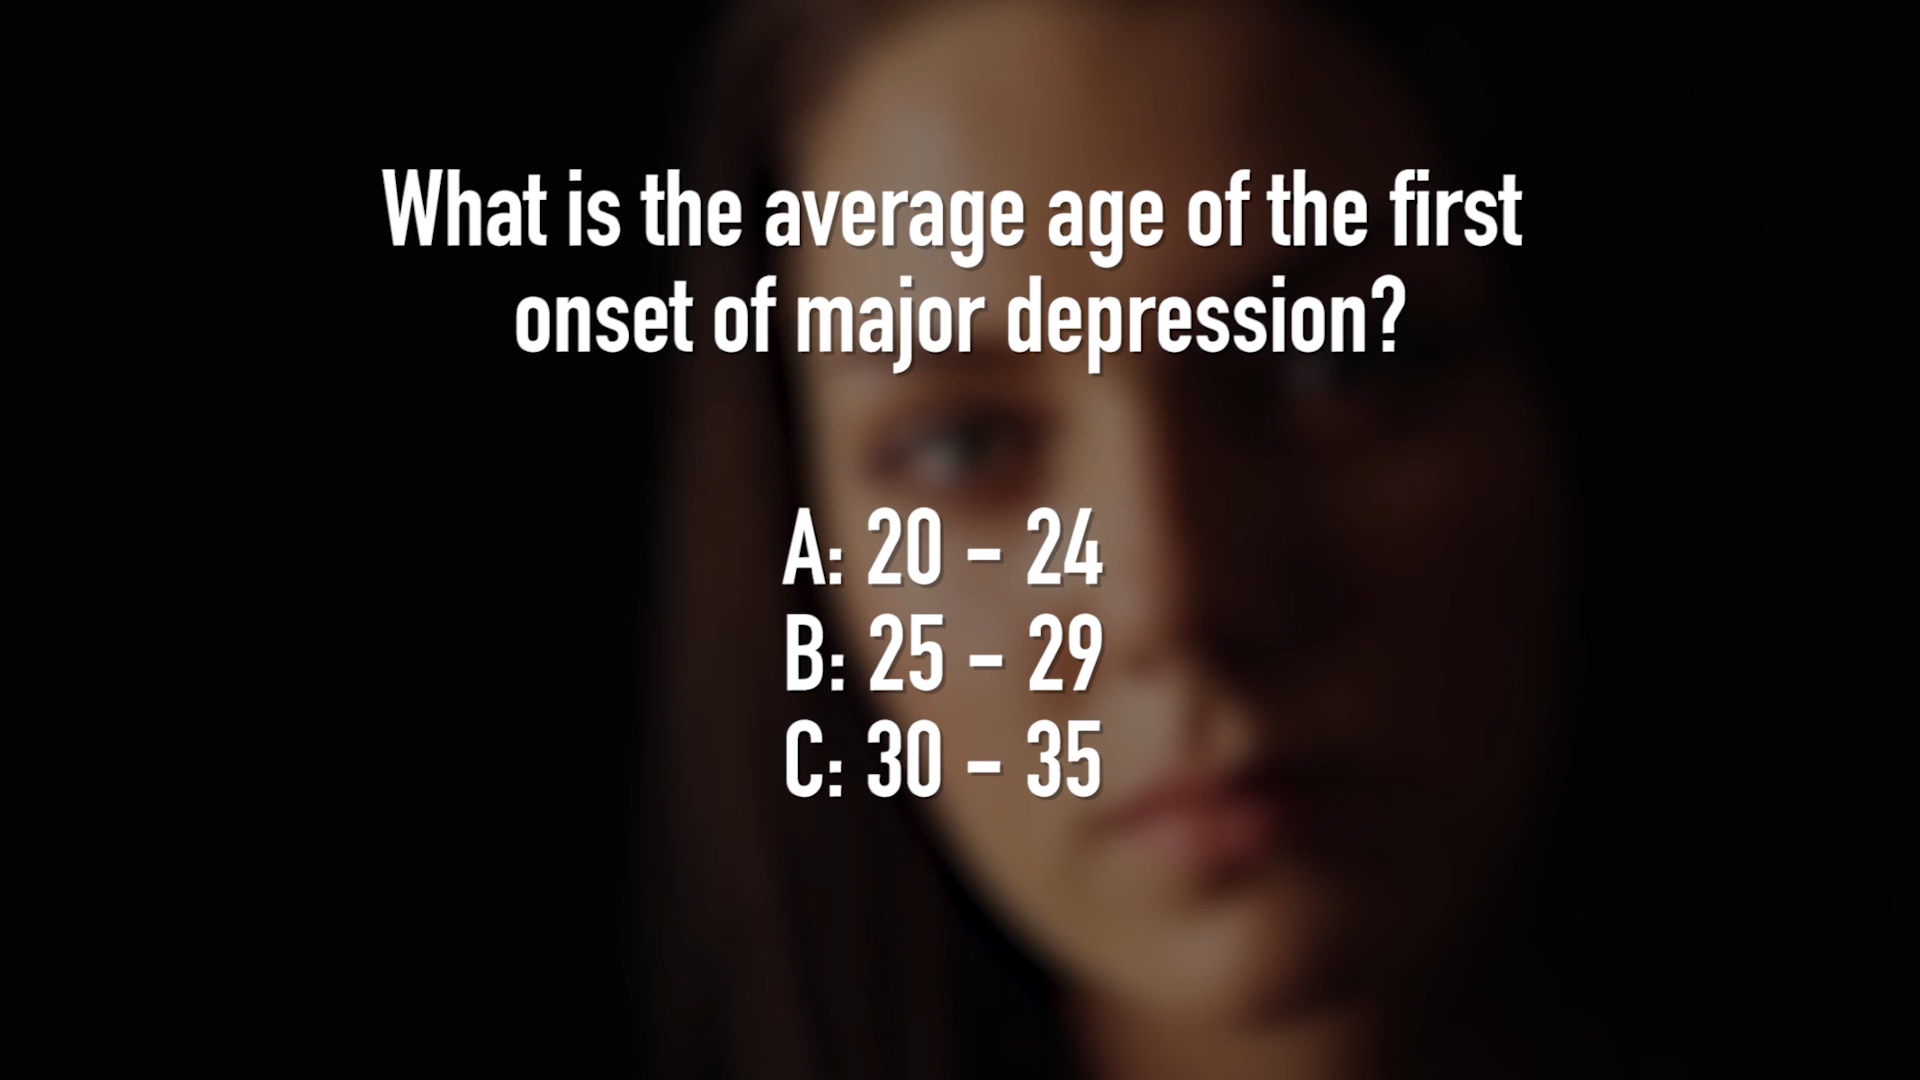 What is the average age of the first
onset of major depression?
A: 20 – 24
B: 25 – 29
C: 30 – 35